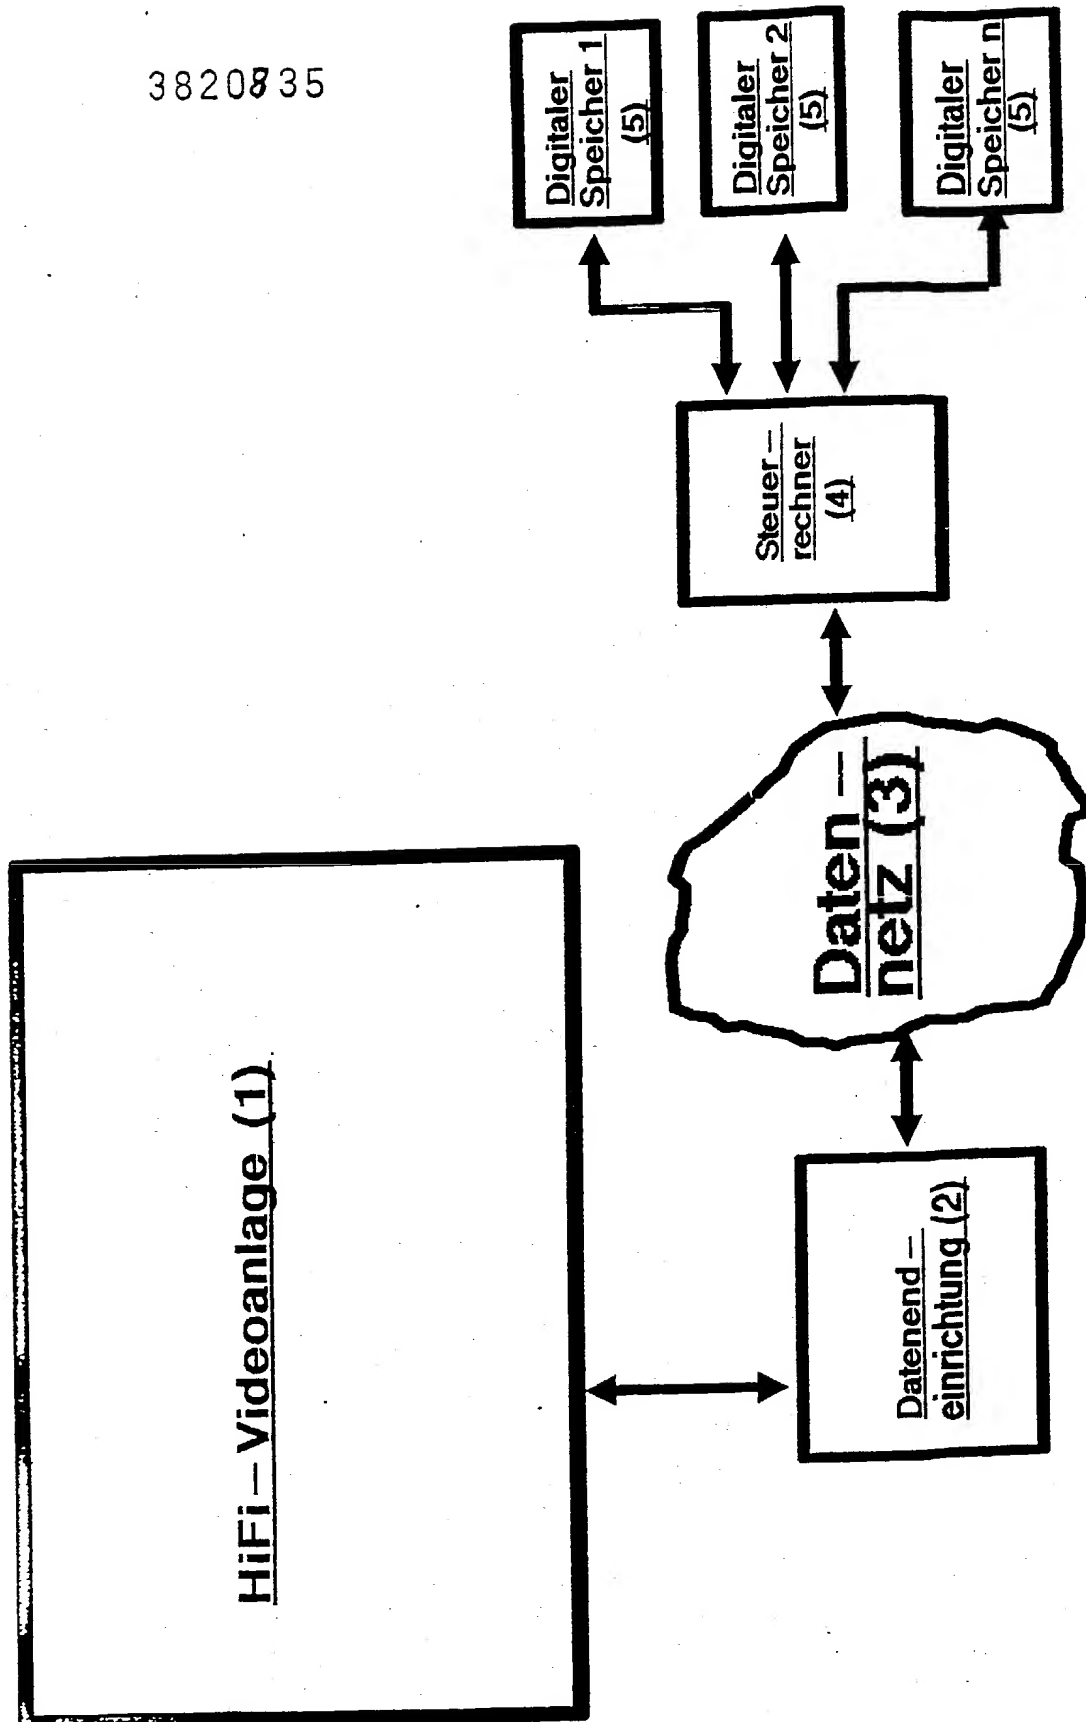 3820835
HiFi–Videoanlage (1)
Datenend–
einrichtung (2)
Daten–
netz (3)
Steuer–
rechner
(4)
Digitaler
Speicher 1
(5)
Digitaler
Speicher 2
(5)
Digitaler
Speicher n
(5)